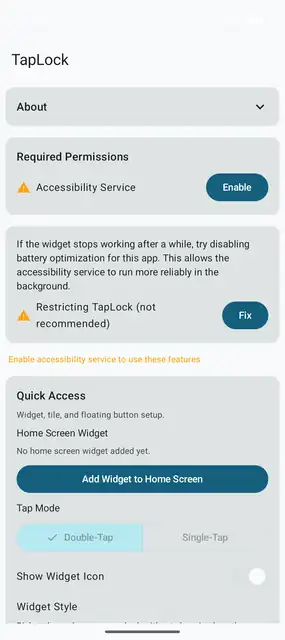 TapLock
About
Required Permissions
Accessibility Service
Enable
If the widget stops working after a while, try disabling
battery optimization for this app. This allows the
accessibility service to run more reliably in the
background.
Restricting TapLock (not
recommended)
Fix
Enable accessibility service to use these features
Quick Access
Widget, tile, and floating button setup.
Home Screen Widget
No home screen widget added yet.
Add Widget to Home Screen
Tap Mode
Double-Tap
Single-Tap
Show Widget Icon
Widget Style